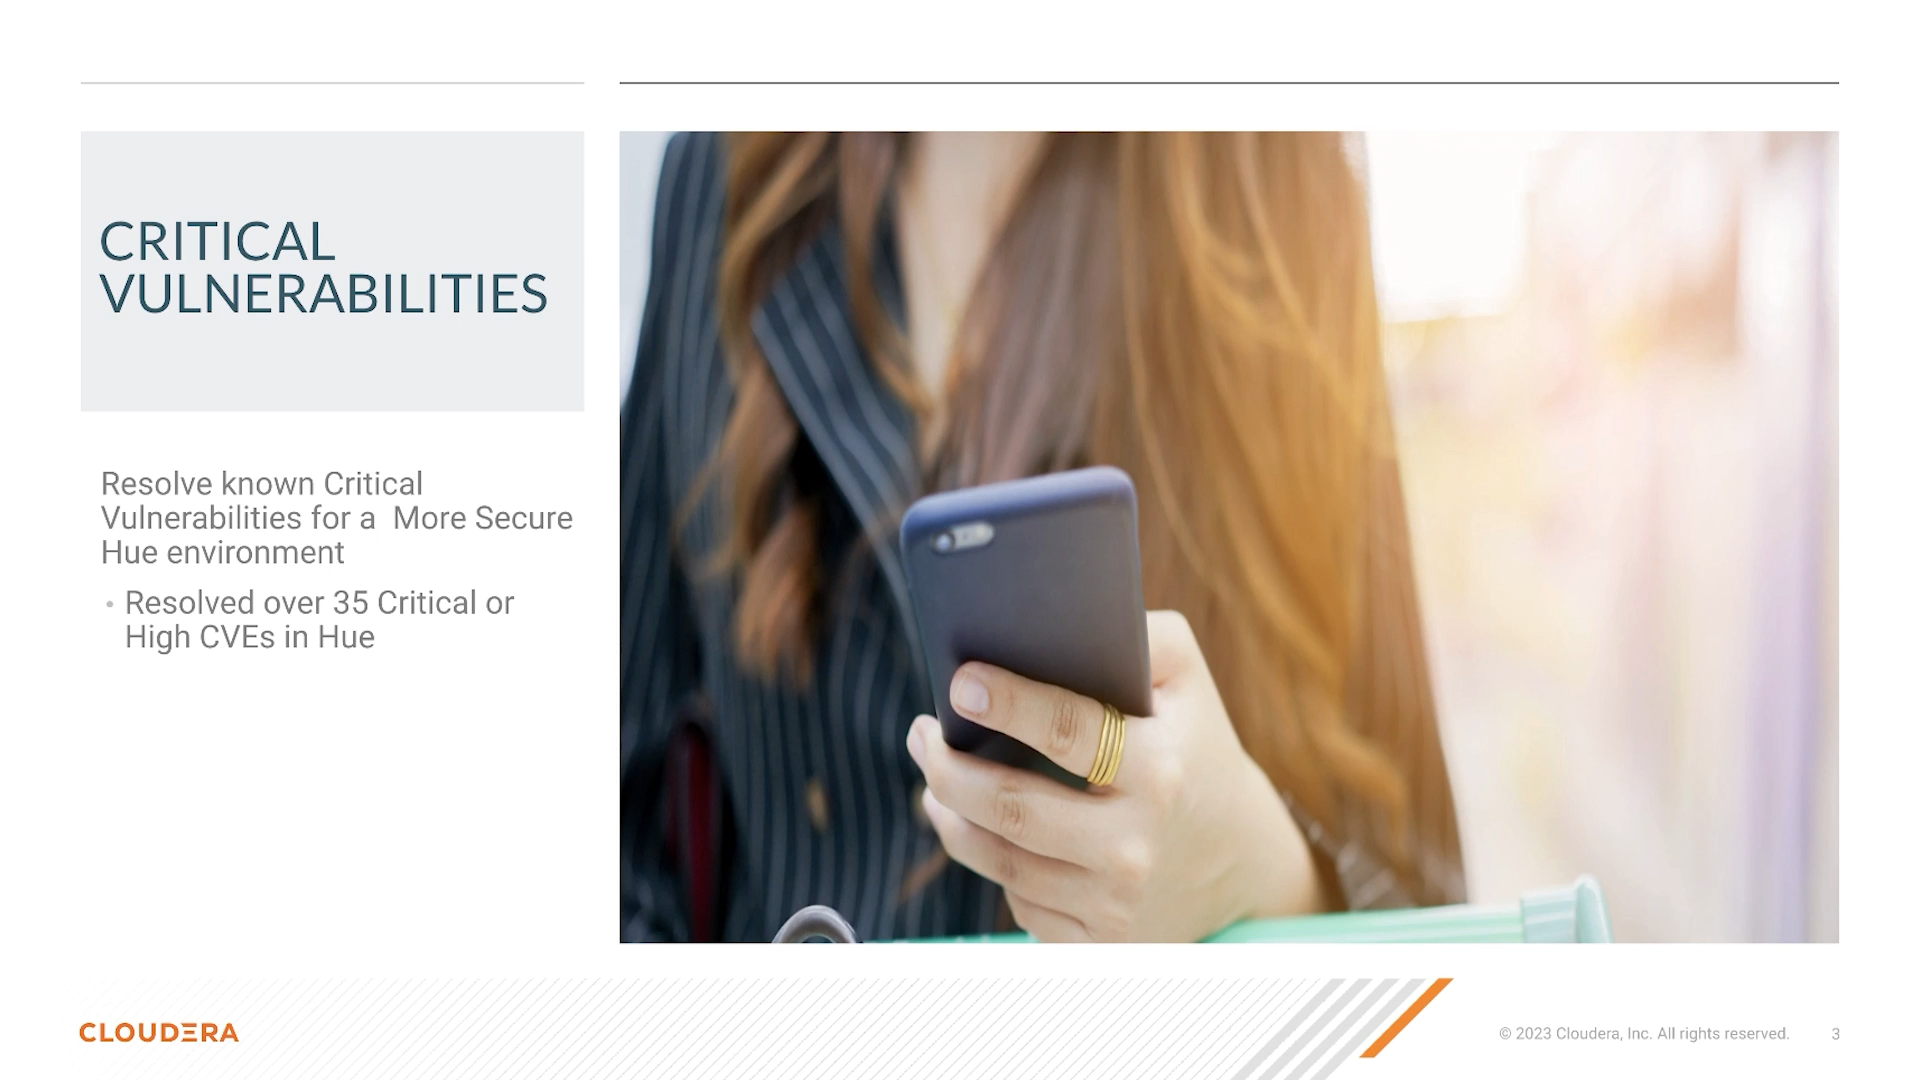 CRITICAL
VULNERABILITIES
Resolve known Critical
Vulnerabilities for a  More Secure
Hue environment
• Resolved over 35 Critical or
High CVEs in Hue
CLOUDERA
© 2023 Cloudera, Inc. All rights reserved. 3